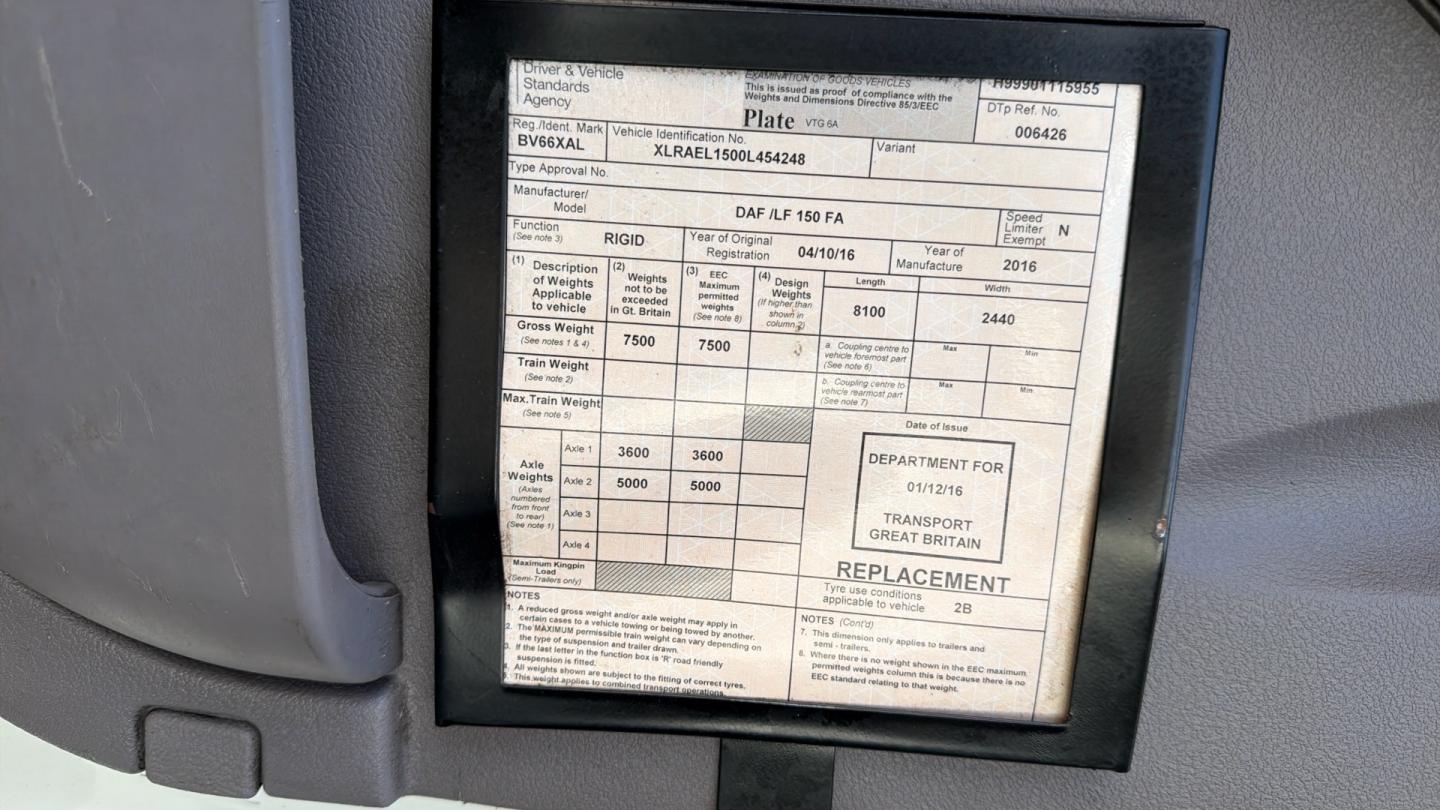 Driver & Vehicle
Standards
Agency
EXAMINATION OF GOODS VEHICLES
This is issued as proof of compliance with the
Weights and Dimensions Directive 85/3/EEC
Plate VTG 6A
H99901115955
DTp Ref. No.
006426
Reg./Ident. Mark
BV66XAL
Vehicle Identification No.
XLRAEL1500L454248
Variant
Type Approval No.
Manufacturer/
Model
DAF /LF 150 FA
Speed
Limiter
Exempt
N
Function
(See note 3)
RIGID
Year of Original
Registration
04/10/16
Year of
Manufacture
2016
(1) Description
of Weights
Applicable
to vehicle
(2) Weights
not to be
exceeded
in Gt. Britain
(3) EEC
Maximum
permitted
weights
(See note 8)
(4) Design
Weights
(If higher than
shown in
column 2)
Length
8100
Width
2440
Gross Weight
(See notes 1 & 4)
7500
7500
a. Coupling centre to
vehicle foremost part
(See note 6)
Max
Min
Train Weight
(See note 2)
b. Coupling centre to
vehicle rearmost part
(See note 7)
Max
Min
Max.Train Weight
(See note 5)
Axle
Weights
(Axles
numbered
from front
to rear)
(See note 1)
Axle 1
3600
3600
Axle 2
5000
5000
Axle 3
Axle 4
Date of Issue
DEPARTMENT FOR
01/12/16
TRANSPORT
GREAT BRITAIN
REPLACEMENT
Maximum Kingpin
Load
(Semi-Trailers only)
Tyre use conditions
applicable to vehicle 2B
NOTES
1. A reduced gross weight and/or axle weight may apply in
certain cases to a vehicle towing or being towed by another.
2. The MAXIMUM permissible train weight can vary depending on
the type of suspension and trailer drawn.
3. If the last letter in the function box is 'R' road friendly
suspension is fitted.
4. All weights shown are subject to the fitting of correct tyres.
5. This weight applies to combined transport operations.
NOTES (Cont'd)
7. This dimension only applies to trailers and
semi - trailers.
8. Where there is no weight shown in the EEC maximum
permitted weights column this is because there is no
EEC standard relating to that weight.